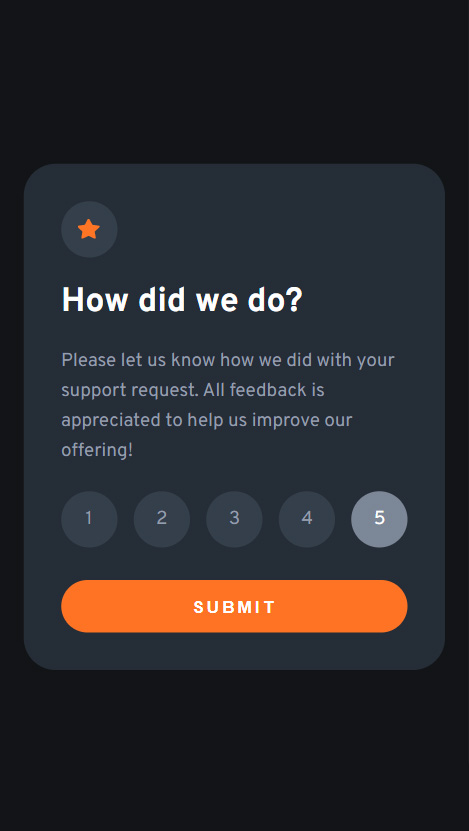 How did we do?
Please let us know how we did with your
support request. All feedback is
appreciated to help us improve our
offering!
1 2 3 4 5
SUBMIT